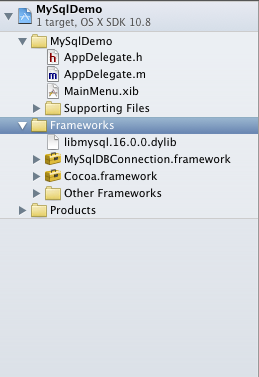 MySqlDemo
1 target, OS X SDK 10.8
MySqlDemo
h AppDelegate.h
m AppDelegate.m
MainMenu.xib
Supporting Files
Frameworks
libmysql.16.0.0.dylib
MySqlDBConnection.framework
Cocoa.framework
Other Frameworks
Products